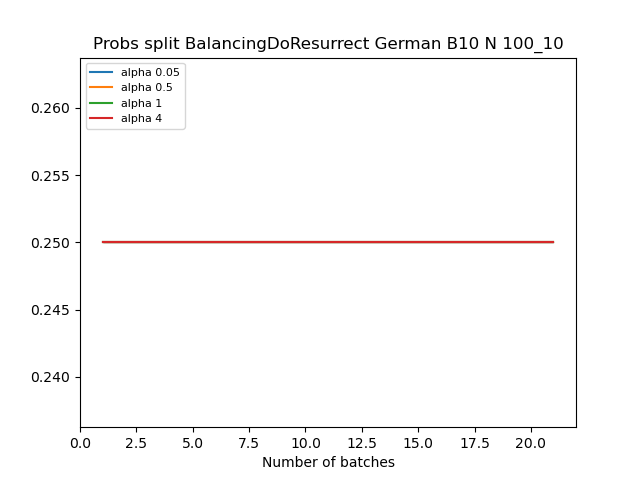 Probs split BalancingDoResurrect German B10 N 100_10
alpha 0.05
alpha 0.5
alpha 1
alpha 4
0.260
0.255
0.250
0.245
0.240
0.0 2.5 5.0 7.5 10.0 12.5 15.0 17.5 20.0
Number of batches